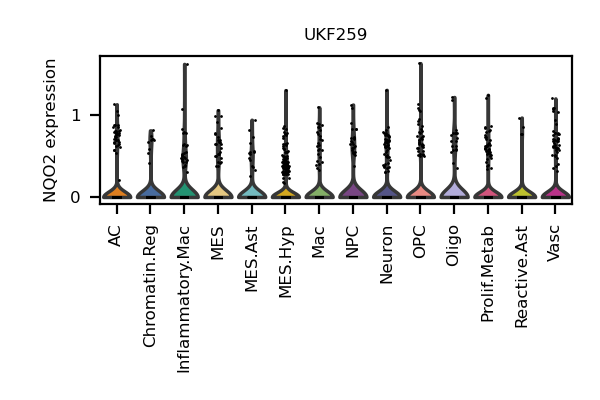 UKF259
NQO2 expression
1
0
AC
Chromatin.Reg
Inflammatory.Mac
MES
MES.Ast
MES.Hyp
Mac
NPC
Neuron
OPC
Oligo
Prolif.Metab
Reactive.Ast
Vasc